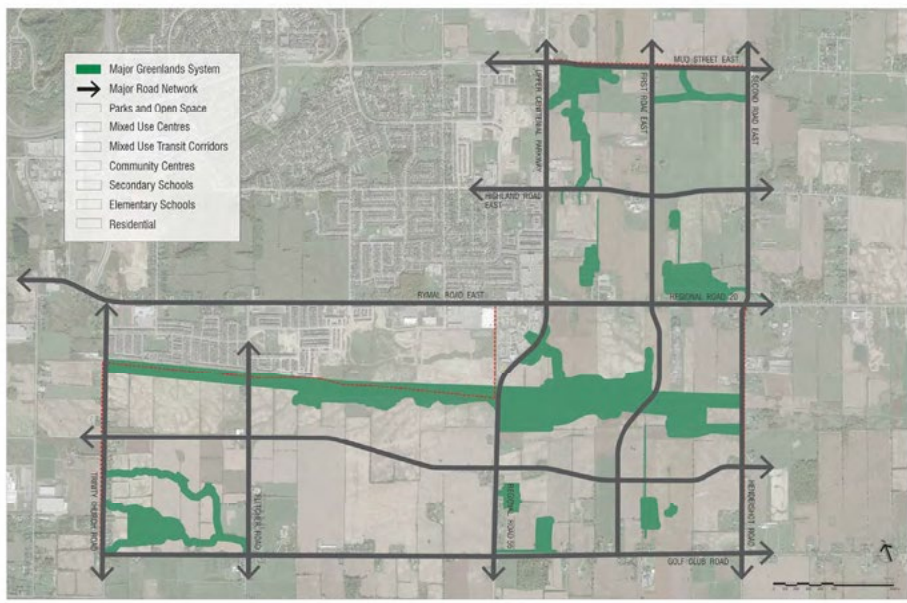 Major Greenlands System
Major Road Network
Parks and Open Space
Mixed Use Centres
Mixed Use Transit Corridors
Community Centres
Secondary Schools
Elementary Schools
Residential
MUD STREET EAST
UPPER CENTENNIAL PARKWAY
FIRST ROAD EAST
SECOND ROAD EAST
HIGHLAND ROAD
EAST
RYMAL ROAD EAST
REGIONAL ROAD 20
TRINITY CHURCH ROAD
FLETCHER ROAD
REGIONAL ROAD 56
HENDERSHOT ROAD
GOLF CLUB ROAD